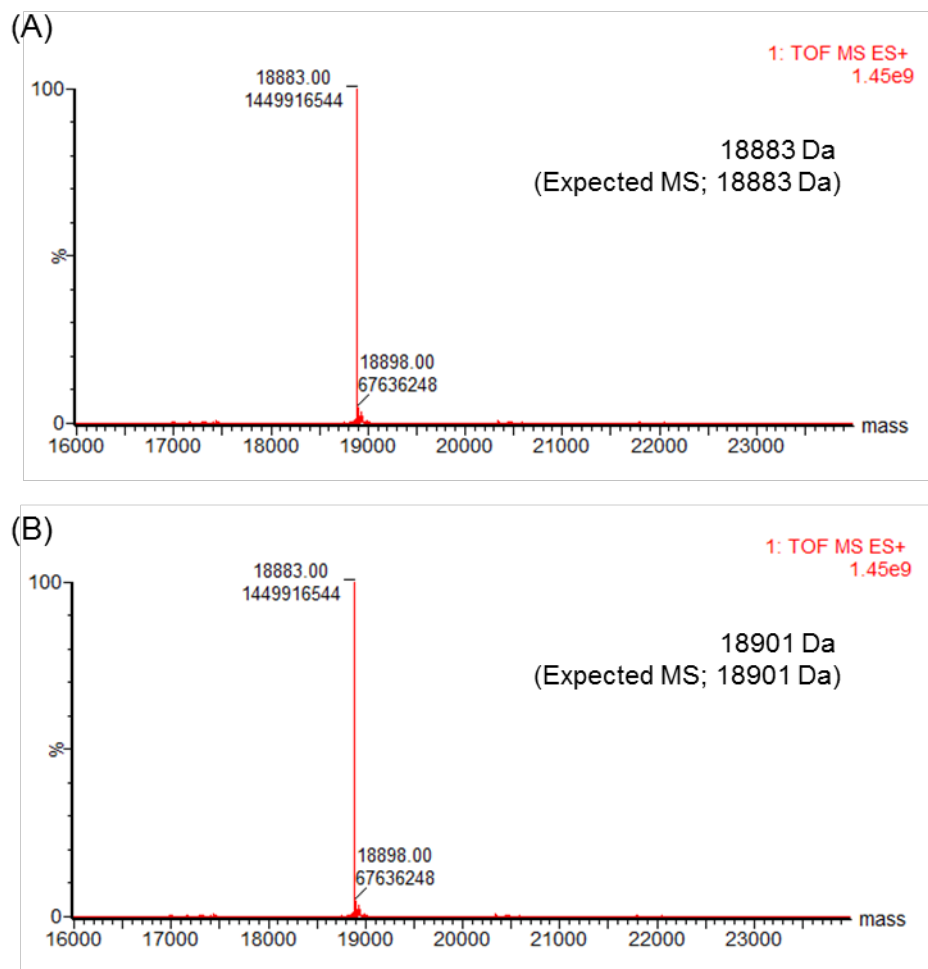 (A)
1: TOF MS ES+
1.45e9
18883.00
1449916544
100
18883 Da
(Expected MS; 18883 Da)
%
18898.00
67636248
0
16000 17000 18000 19000 20000 21000 22000 23000 mass
(B)
1: TOF MS ES+
1.45e9
18883.00
1449916544
100
18901 Da
(Expected MS; 18901 Da)
%
18898.00
67636248
0
16000 17000 18000 19000 20000 21000 22000 23000 mass